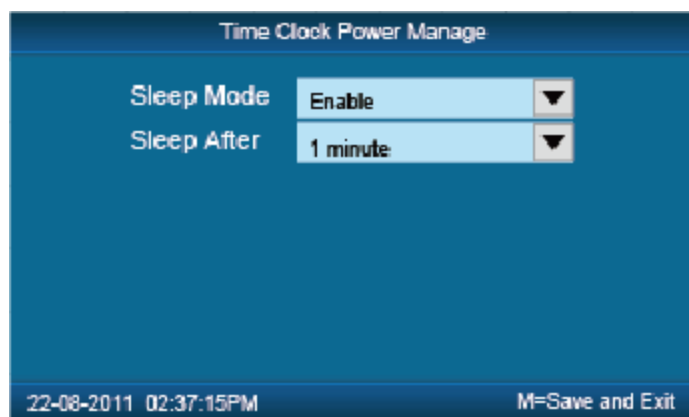 Time Clock Power Manage
Sleep Mode Enable
Sleep After 1 minute
22-08-2011 02:37:15PM M=Save and Exit